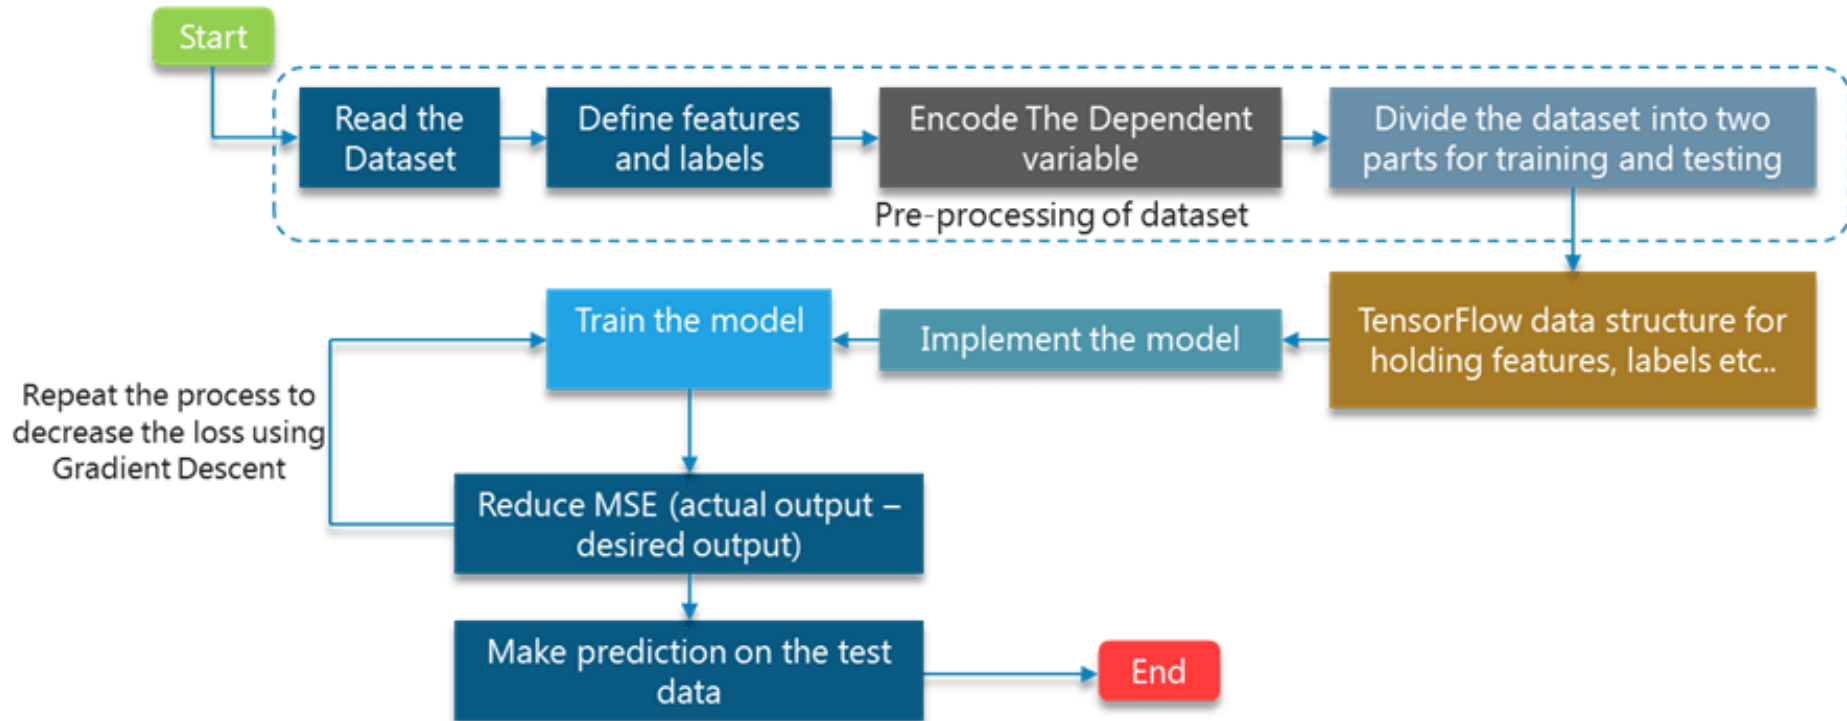 Start
Read the
Dataset
Define features
and labels
Encode The Dependent
variable
Divide the dataset into two
parts for training and testing
Pre-processing of dataset
TensorFlow data structure for
holding features, labels etc..
Implement the model
Train the model
Repeat the process to
decrease the loss using
Gradient Descent
Reduce MSE (actual output –
desired output)
Make prediction on the test
data
End